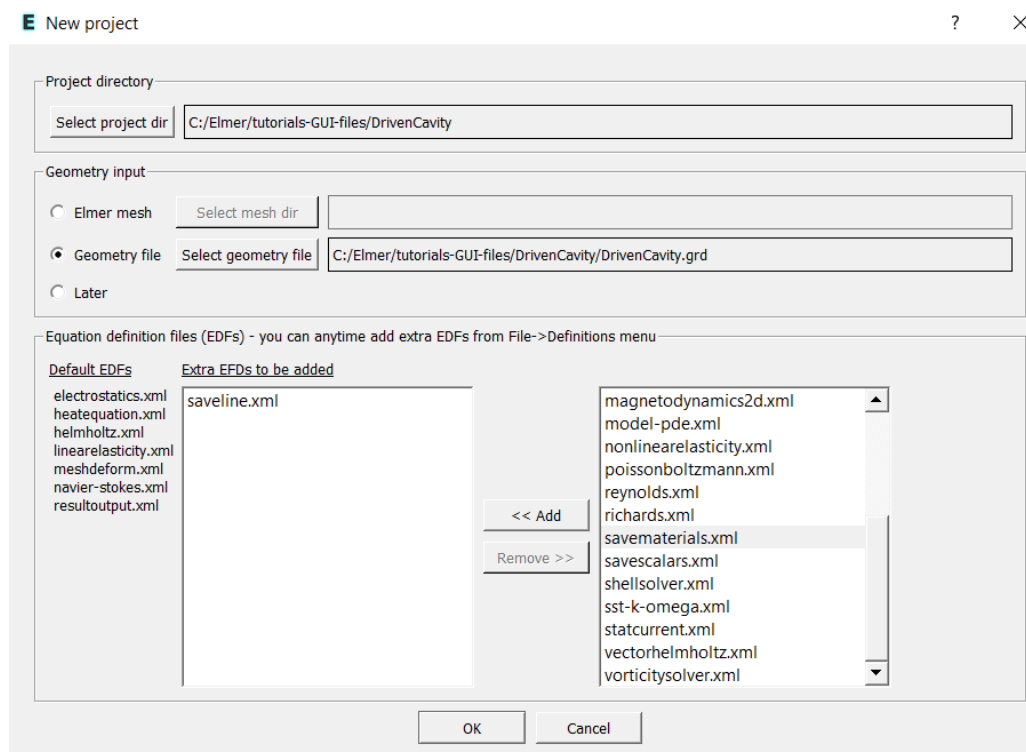 E New project ?
Project directory
Select project dir C:/Elmer/tutorials-GUI-files/DrivenCavity
Geometry input
Elmer mesh Select mesh dir
Geometry file Select geometry file C:/Elmer/tutorials-GUI-files/DrivenCavity/DrivenCavity.grd
Later
Equation definition files (EDFs) - you can anytime add extra EDFs from File->Definitions menu
Default EDFs
electrostatics.xml
heatequation.xml
helmholtz.xml
linearelasticity.xml
meshdeform.xml
navier-stokes.xml
resultoutput.xml
Extra EFDs to be added
saveline.xml
<< Add
Remove >>
magnetodynamics2d.xml
model-pde.xml
nonlinearelasticity.xml
poissonboltzmann.xml
reynolds.xml
richards.xml
savematerials.xml
savescalars.xml
shellsolver.xml
sst-k-omega.xml
statcurrent.xml
vectorhelmholtz.xml
vorticitysolver.xml
OK Cancel